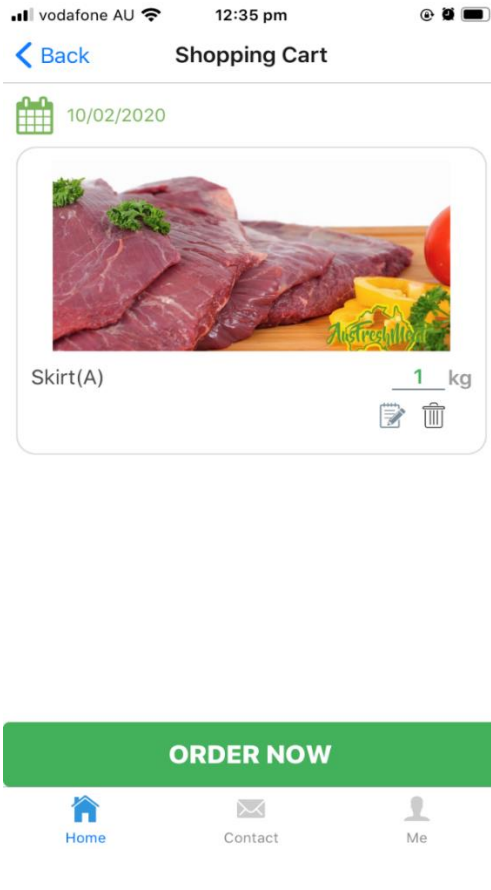 vodafone AU 12:35 pm
Back Shopping Cart
10/02/2020
AusFreshMeat
Skirt(A) 1 kg
ORDER NOW
Home Contact Me